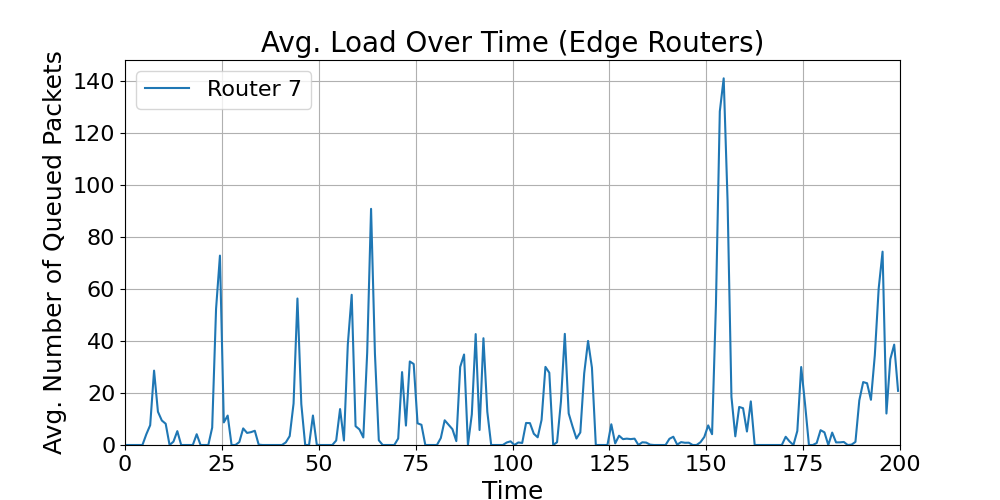 Avg. Load Over Time (Edge Routers)
Avg. Number of Queued Packets
140
120
100
80
60
40
20
0
Router 7
0 25 50 75 100 125 150 175 200
Time